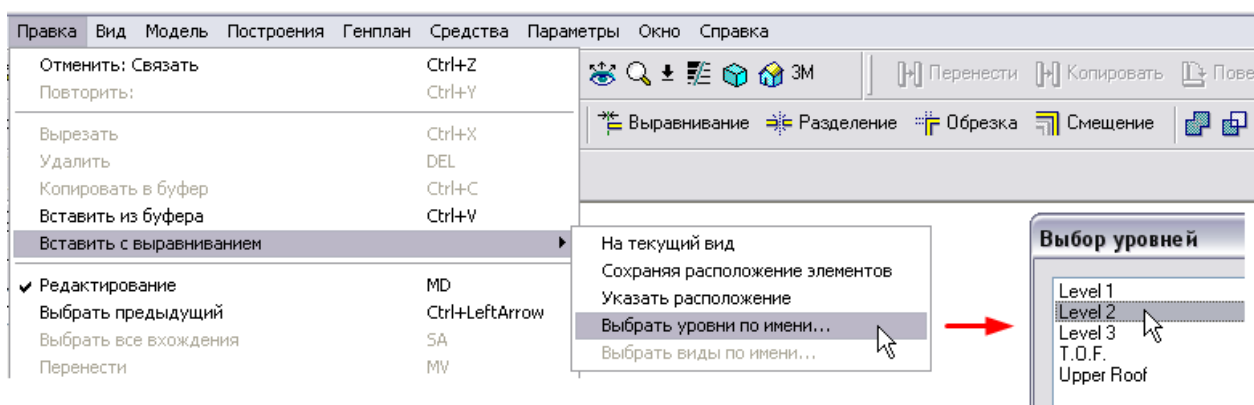 Правка Вид Модель Построения Генплан Средства Параметры Окно Справка
Отменить: Связать Ctrl+Z
Повторить: Ctrl+Y
3М Перенести Копировать Пове
Вырезать Ctrl+X
Удалить DEL
Копировать в буфер Ctrl+C
Вставить из буфера Ctrl+V
Вставить с выравниванием
Выравнивание Разделение Обрезка Смещение
Редактирование MD
Выбрать предыдущий Ctrl+LeftArrow
Выбрать все вхождения SA
Перенести MV
На текущий вид
Сохраняя расположение элементов
Указать расположение
Выбрать уровни по имени...
Выбрать виды по имени...
Выбор уровней
Level 1
Level 2
Level 3
T.O.F.
Upper Roof